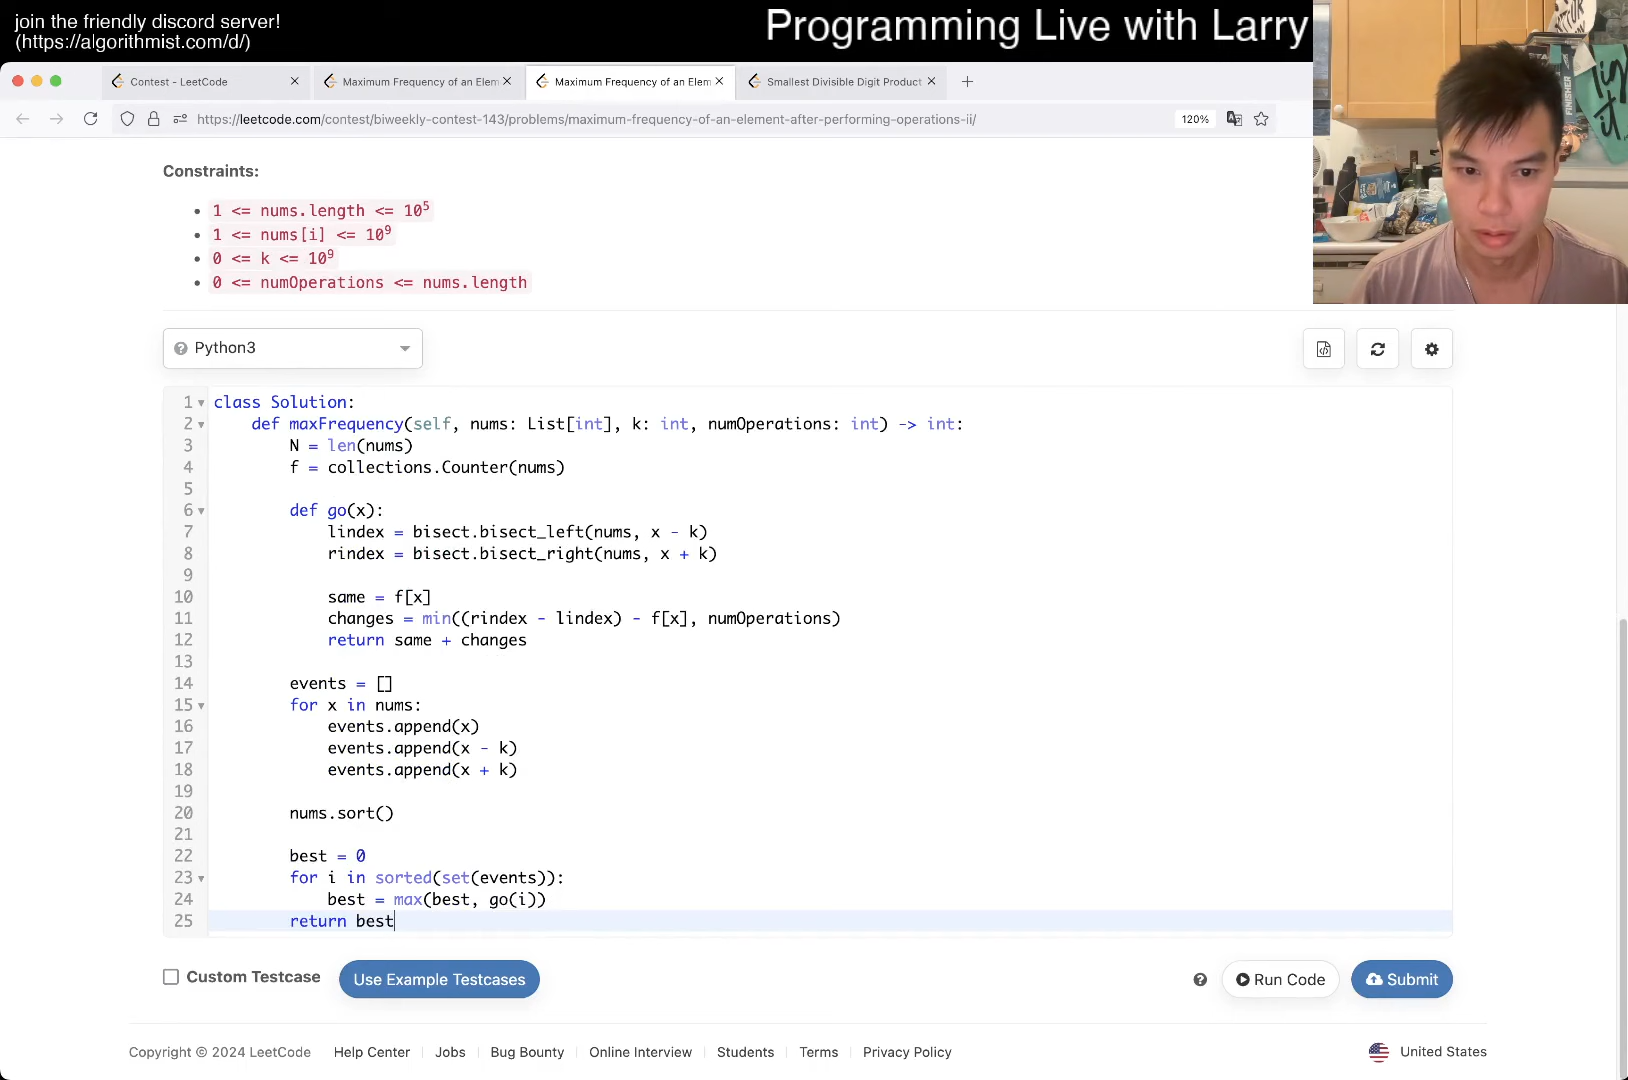 join the friendly discord server!
(https://algorithmist.com/d/)
Programming Live with Larry
Contest - LeetCode
Maximum Frequency of an Elem
Maximum Frequency of an Elem
Smallest Divisible Digit Product
https://leetcode.com/contest/biweekly-contest-143/problems/maximum-frequency-of-an-element-after-performing-operations-ii/
120%
Constraints:
1 <= nums.length <= 10⁵
1 <= nums[i] <= 10⁹
0 <= k <= 10⁹
0 <= numOperations <= nums.length
Python3
1 class Solution:
2     def maxFrequency(self, nums: List[int], k: int, numOperations: int) -> int:
3         N = len(nums)
4         f = collections.Counter(nums)
5
6         def go(x):
7             lindex = bisect.bisect_left(nums, x - k)
8             rindex = bisect.bisect_right(nums, x + k)
9
10             same = f[x]
11             changes = min((rindex - lindex) - f[x], numOperations)
12             return same + changes
13
14         events = []
15         for x in nums:
16             events.append(x)
17             events.append(x - k)
18             events.append(x + k)
19
20         nums.sort()
21
22         best = 0
23         for i in sorted(set(events)):
24             best = max(best, go(i))
25         return best
Custom Testcase
Use Example Testcases
Run Code
Submit
Copyright © 2024 LeetCode
Help Center
Jobs
Bug Bounty
Online Interview
Students
Terms
Privacy Policy
United States